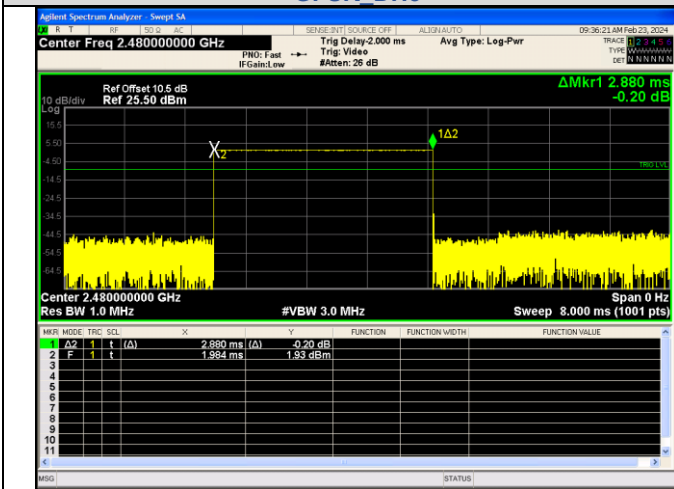 Agilent Spectrum Analyzer - Swept SA
R T RF 50 Ω AC SENSE:INT SOURCE OFF ALIGNAUTO 09:36:21 AM Feb 23, 2024
Center Freq 2.480000000 GHz
PNO: Fast
IFGain:Low
Trig Delay-2.000 ms
Trig: Video
#Atten: 26 dB
Avg Type: Log-Pwr
TRACE 1 2 3 4 5 6
TYPE WWWWWW
DET N N N N N N
ΔMkr1 2.880 ms
-0.20 dB
Ref Offset 10.5 dB
10 dB/div Ref 25.50 dBm
Log
15.5
5.50
-4.50
-14.5
-24.5
-34.5
-44.5
-54.5
-64.5
X2
1Δ2
TRIG LVL
Center 2.480000000 GHz Span 0 Hz
Res BW 1.0 MHz #VBW 3.0 MHz Sweep 8.000 ms (1001 pts)
MKR MODE TRC SCL X Y FUNCTION FUNCTION WIDTH FUNCTION VALUE
1 Δ2 1 t (Δ) 2.880 ms (Δ) -0.20 dB
2 F 1 t 1.984 ms 1.93 dBm
3
4
5
6
7
8
9
10
11
MSG STATUS